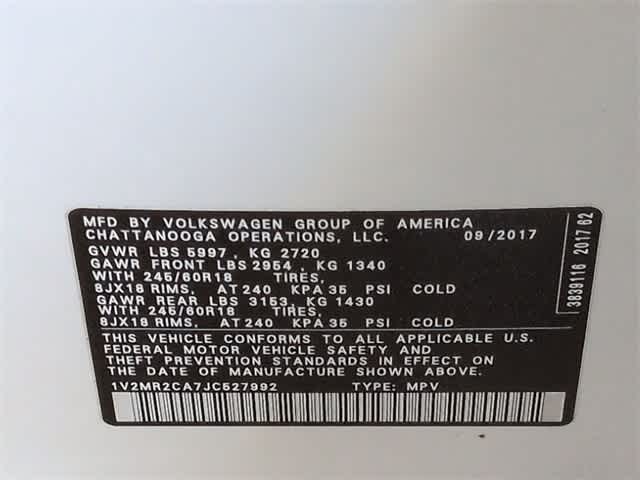 MFD BY VOLKSWAGEN GROUP OF AMERICA
CHATTANOOGA OPERATIONS, LLC. 09/2017
GVWR LBS 5997, KG 2720
GAWR FRONT LBS 2954, KG 1340
WITH 245/60R18 TIRES,
8JX18 RIMS, AT 240 KPA 35 PSI COLD
GAWR REAR LBS 3153, KG 1430
WITH 245/60R18 TIRES,
8JX18 RIMS, AT 240 KPA 35 PSI COLD
THIS VEHICLE CONFORMS TO ALL APPLICABLE U.S.
FEDERAL MOTOR VEHICLE SAFETY AND
THEFT PREVENTION STANDARDS IN EFFECT ON
THE DATE OF MANUFACTURE SHOWN ABOVE.
1V2MR2CA7JC527992 TYPE: MPV
3839116 2017 62